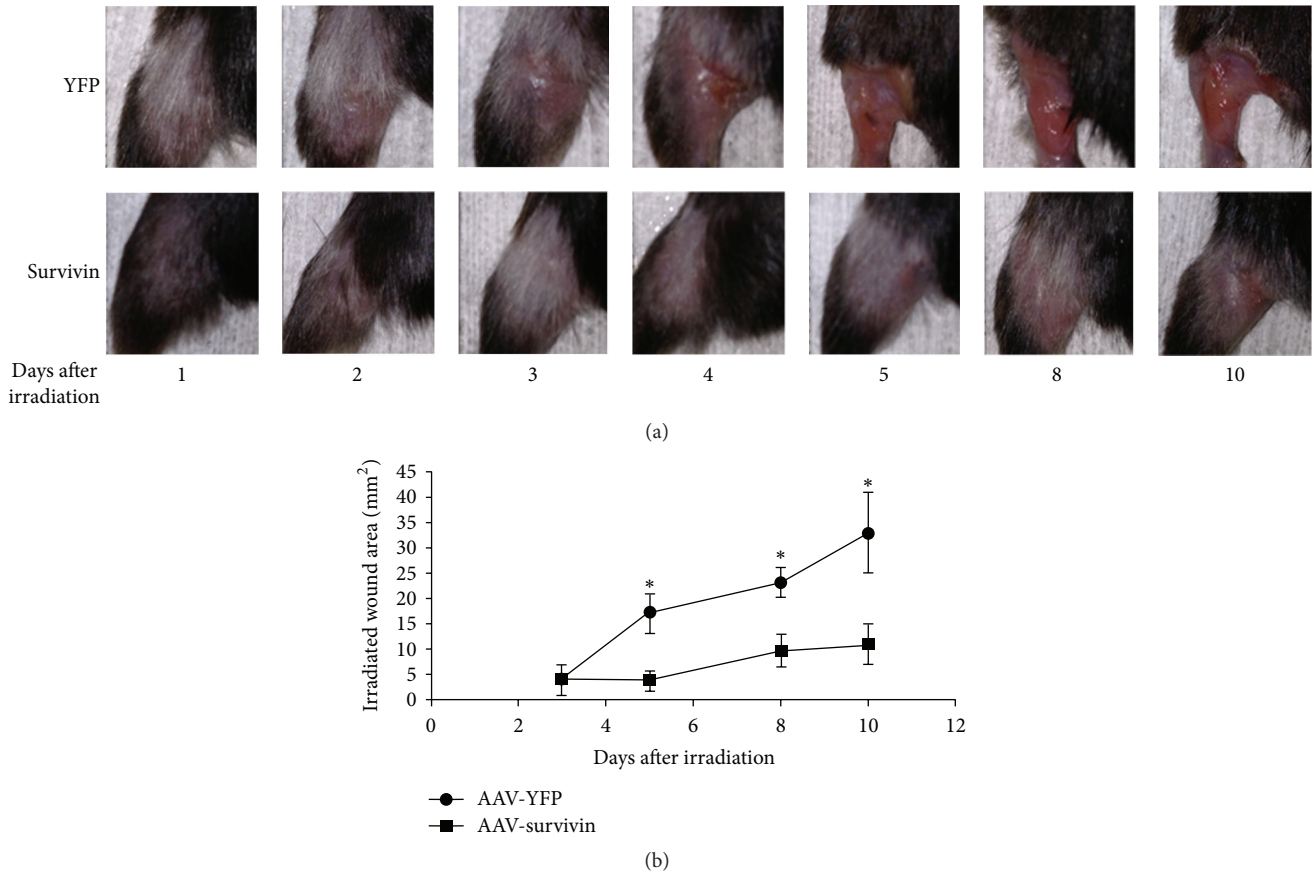 YFP
Survivin
Days after
irradiation
1 2 3 4 5 8 10
(a)
Irradiated wound area (mm²)
45
40
35
30
25
20
15
10
5
0
*
*
*
0 2 4 6 8 10 12
Days after irradiation
AAV-YFP
AAV-survivin
(b)